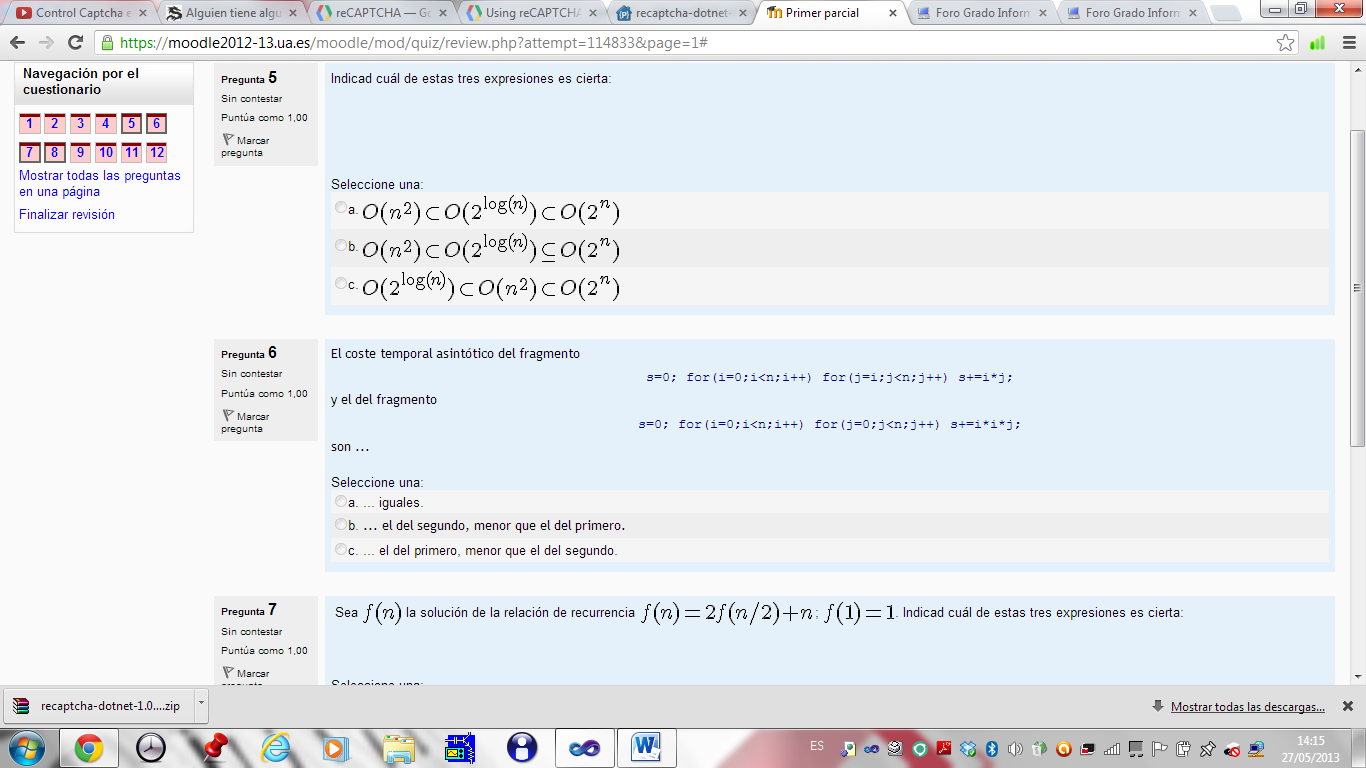 Control Captcha e
Alguien tiene algu
reCAPTCHA — Go
Using reCAPTCHA
recaptcha-dotnet-
Primer parcial
Foro Grado Inform
Foro Grado Inform
https://moodle2012-13.ua.es/moodle/mod/quiz/review.php?attempt=114833&page=1#
Navegación por el
cuestionario
1 2 3 4 5 6
7 8 9 10 11 12
Mostrar todas las preguntas
en una página
Finalizar revisión
Pregunta 5
Sin contestar
Puntúa como 1,00
Marcar
pregunta
Indicad cuál de estas tres expresiones es cierta:
Seleccione una:
a. O(n²) ⊂ O(2^log(n)) ⊂ O(2^n)
b. O(n²) ⊂ O(2^log(n)) ⊆ O(2^n)
c. O(2^log(n)) ⊂ O(n²) ⊂ O(2^n)
Pregunta 6
Sin contestar
Puntúa como 1,00
Marcar
pregunta
El coste temporal asintótico del fragmento
s=0; for(i=0;i<n;i++) for(j=i;j<n;j++) s+=i*j;
y el del fragmento
s=0; for(i=0;i<n;i++) for(j=0;j<n;j++) s+=i*i*j;
son ...
Seleccione una:
a. ... iguales.
b. ... el del segundo, menor que el del primero.
c. ... el del primero, menor que el del segundo.
Pregunta 7
Sin contestar
Puntúa como 1,00
Marcar
pregunta
Sea f(n) la solución de la relación de recurrencia f(n)=2f(n/2)+n; f(1)=1. Indicad cuál de estas tres expresiones es cierta:
Seleccione una:
recaptcha-dotnet-1.0....zip
Mostrar todas las descargas...
ES
14:15
27/05/2013